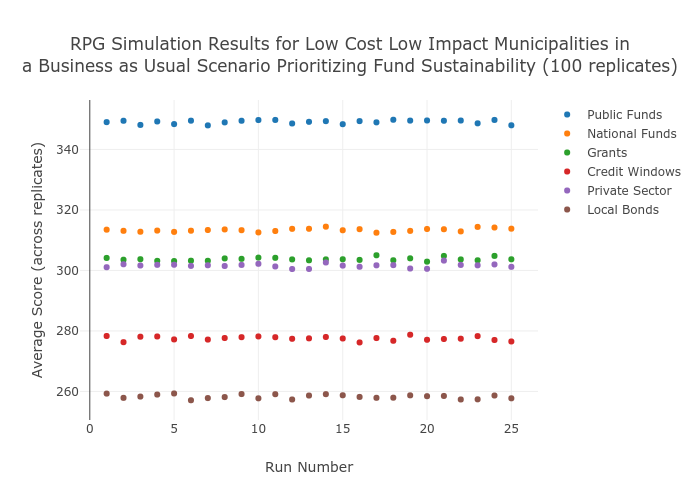 RPG Simulation Results for Low Cost Low Impact Municipalities in
a Business as Usual Scenario Prioritizing Fund Sustainability (100 replicates)
Public Funds
National Funds
Grants
Credit Windows
Private Sector
Local Bonds
Average Score (across replicates)
340
320
300
280
260
0 5 10 15 20 25
Run Number